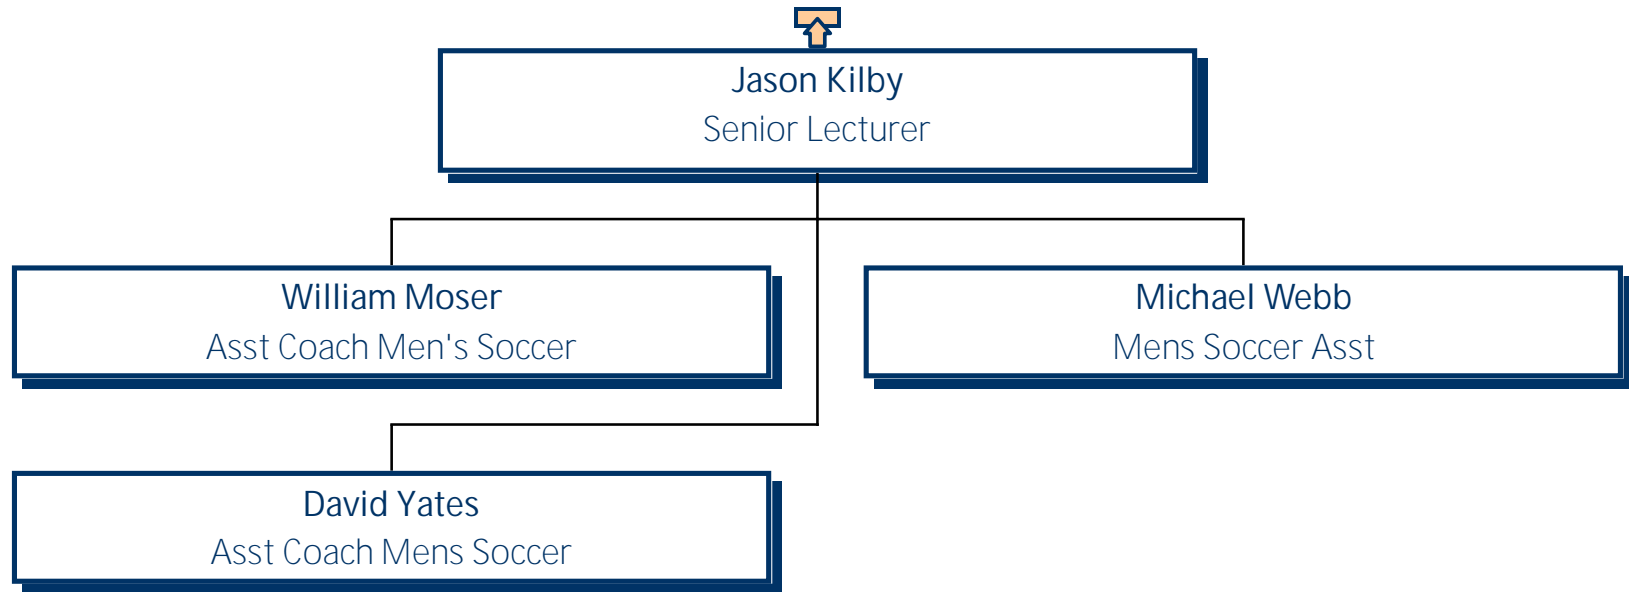 Jason Kilby
Senior Lecturer
William Moser
Asst Coach Men's Soccer
Michael Webb
Mens Soccer Asst
David Yates
Asst Coach Mens Soccer